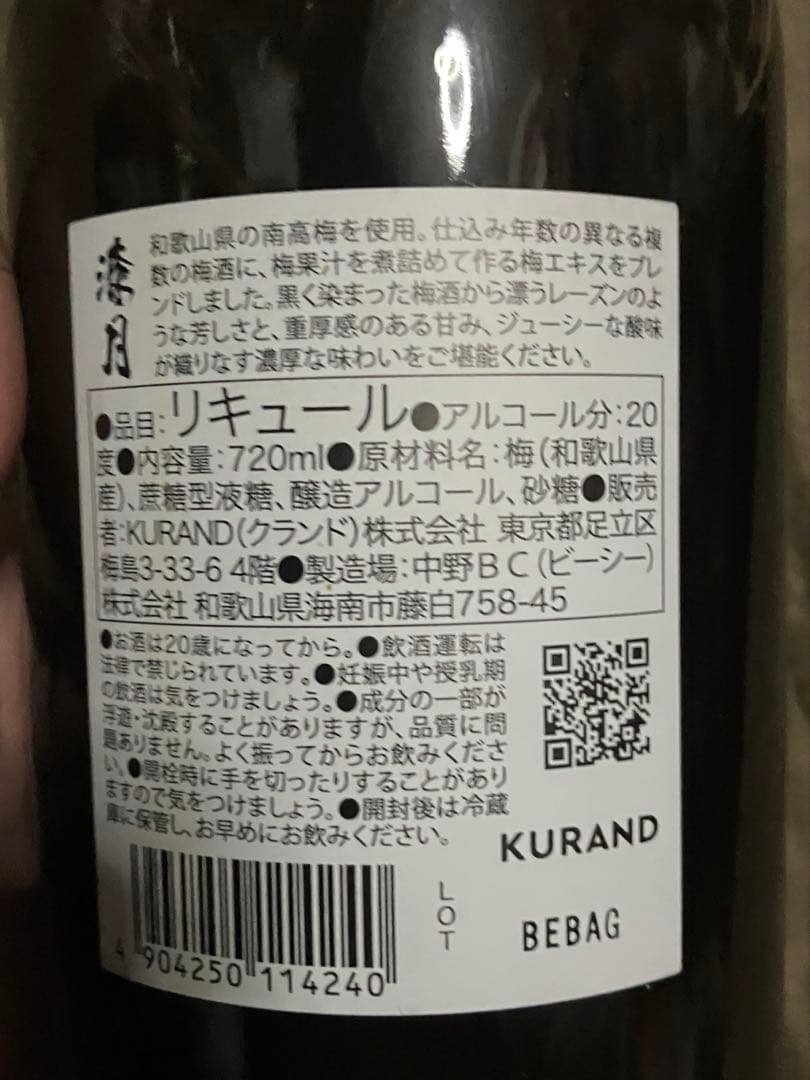 漆月
和歌山県の南高梅を使用。仕込み年数の異なる複
数の梅酒に、梅果汁を煮詰めて作る梅エキスをブレ
ンドしました。黒く染まった梅酒から漂うレーズンのよ
うな芳しさと、重厚感のある甘み、ジューシーな酸味
が織りなす濃厚な味わいをご堪能ください。
●品目：リキュール●アルコール分：20
度●内容量：720ml●原材料名：梅（和歌山県
産）、蔗糖型液糖、醸造アルコール、砂糖●販売
者：KURAND（クランド）株式会社 東京都足立区
梅島3-33-6 4階●製造場：中野ＢＣ（ビーシー）
株式会社 和歌山県海南市藤白758-45
●お酒は20歳になってから。●飲酒運転は
法律で禁じられています。●妊娠中や授乳期
の飲酒は気をつけましょう。●成分の一部が
浮遊・沈殿することがありますが、品質に問
題ありません。よく振ってからお飲みくださ
い。●開栓時に手を切ったりすることがあり
ますので気をつけましょう。●開封後は冷蔵
庫に保管し、お早めにお飲みください。
KURAND
LOT
BEBAG
4 904250 114240